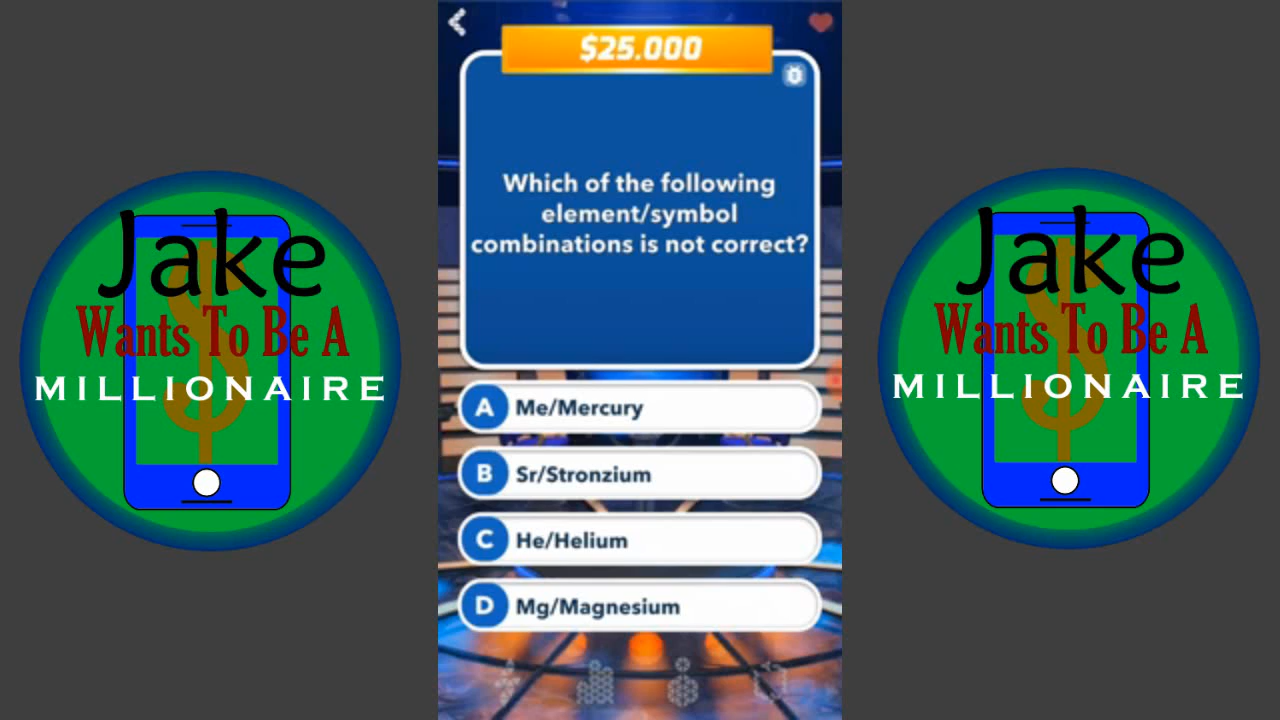 $25.000
Which of the following
element/symbol
combinations is not correct?
A Me/Mercury
B Sr/Stronzium
C He/Helium
D Mg/Magnesium
Jake
Wants To Be A
MILLIONAIRE
Jake
Wants To Be A
MILLIONAIRE